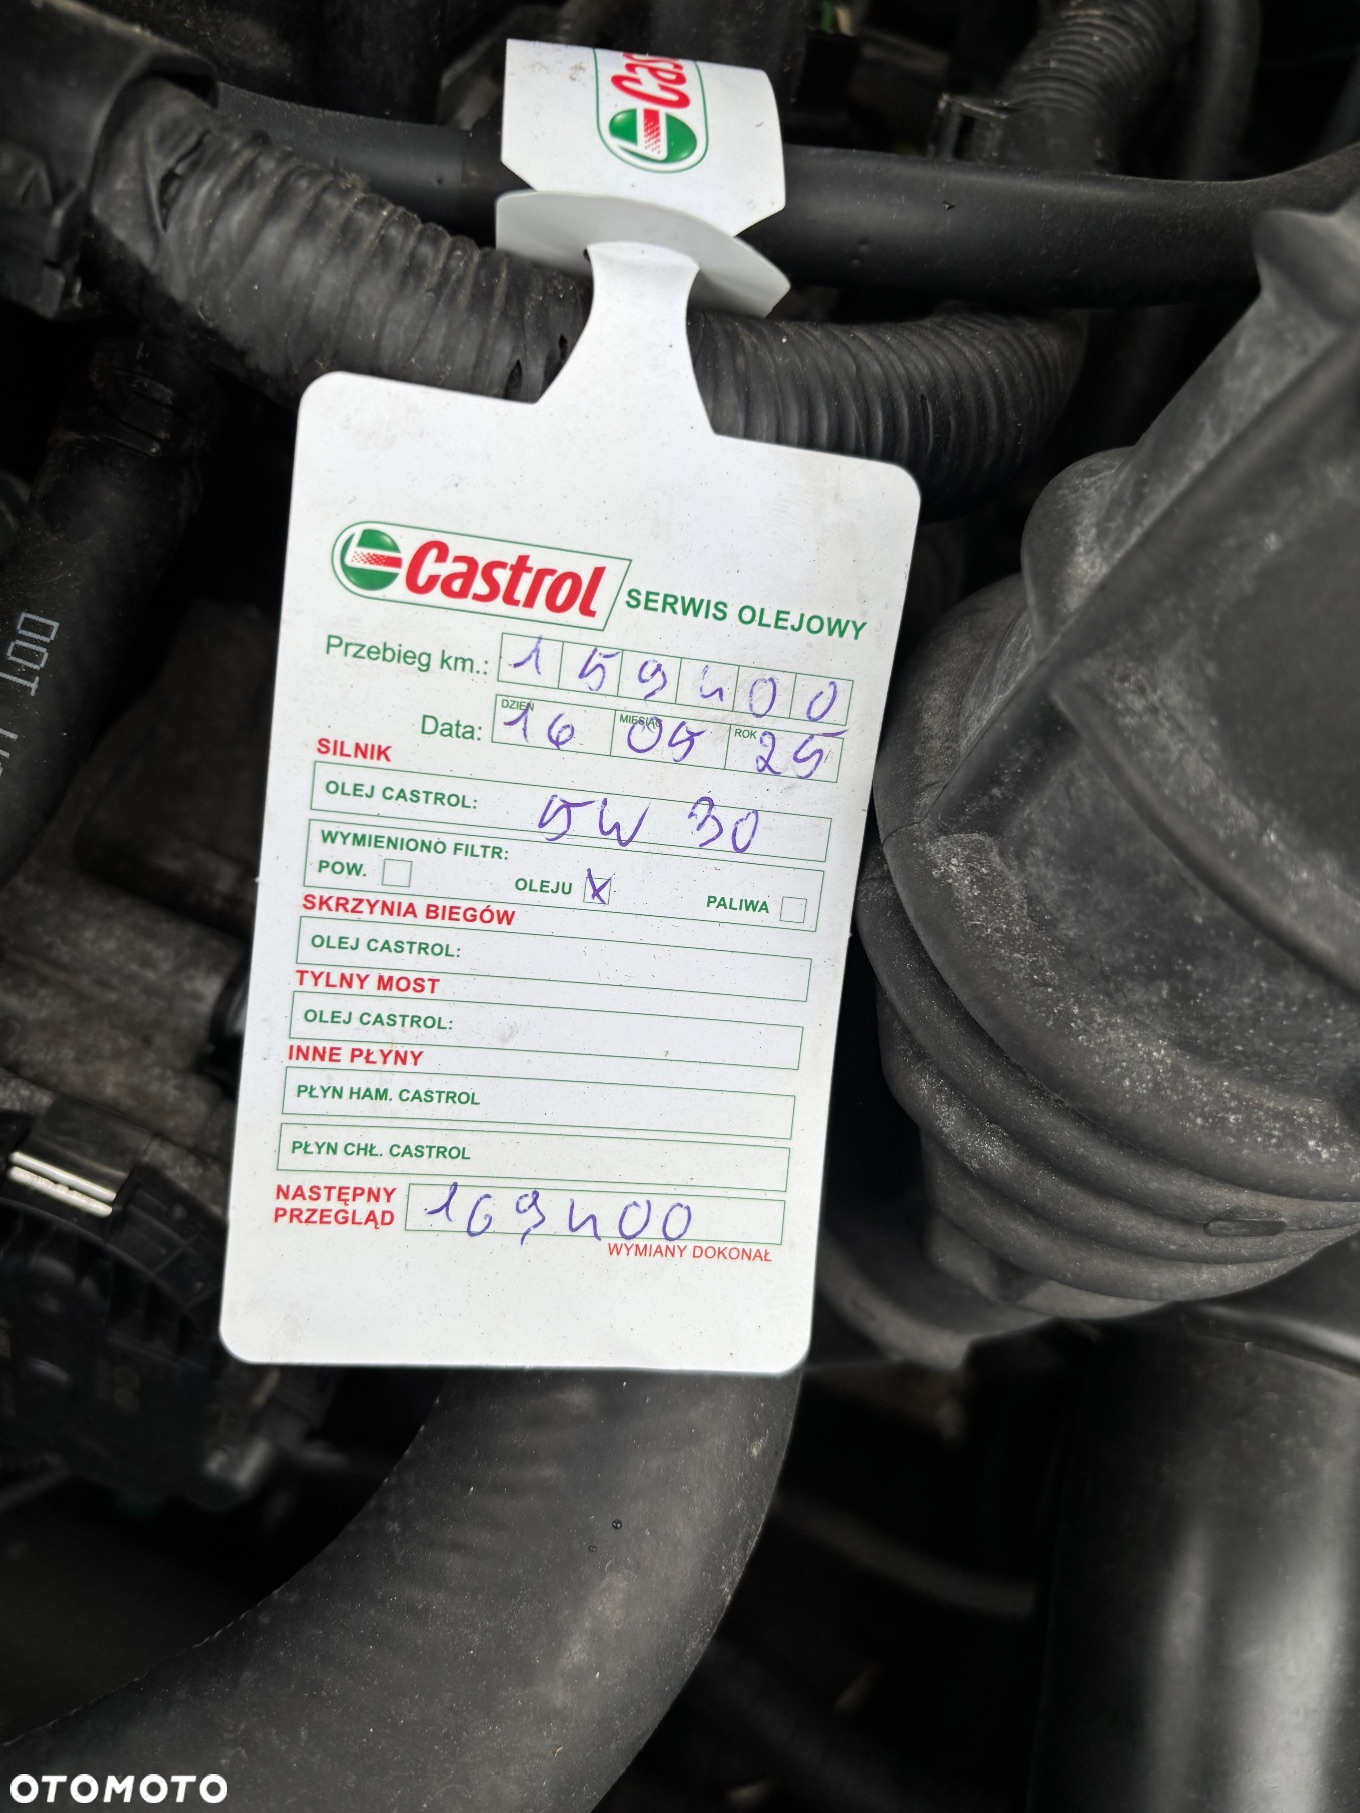 Castrol
Castrol SERWIS OLEJOWY
Przebieg km.: 159400
DZIEŃ MIESIĄC ROK
Data: 16 05 25
SILNIK
OLEJ CASTROL: 5W 30
WYMIENIONO FILTR:
POW. OLEJU X PALIWA
SKRZYNIA BIEGÓW
OLEJ CASTROL:
TYLNY MOST
OLEJ CASTROL:
INNE PŁYNY
PŁYN HAM. CASTROL
PŁYN CHŁ. CASTROL
NASTĘPNY
PRZEGLĄD 169400
WYMIANY DOKONAŁ
OTOMOTO